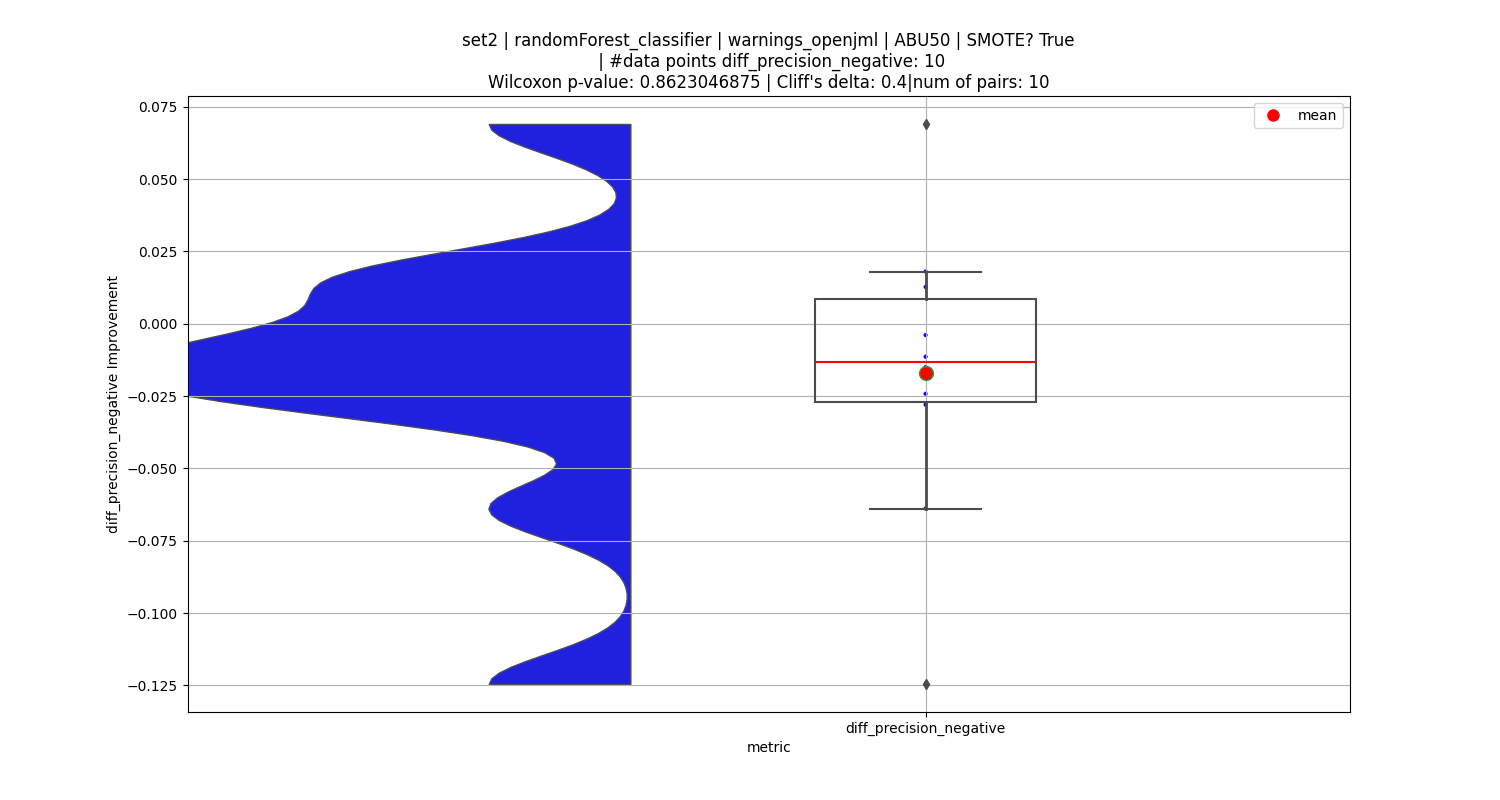 set2 | randomForest_classifier | warnings_openjml | ABU50 | SMOTE? True
| #data points diff_precision_negative: 10
Wilcoxon p-value: 0.8623046875 | Cliff's delta: 0.4|num of pairs: 10
mean
0.075
0.050
0.025
0.000
−0.025
−0.050
−0.075
−0.100
−0.125
diff_precision_negative Improvement
diff_precision_negative
metric